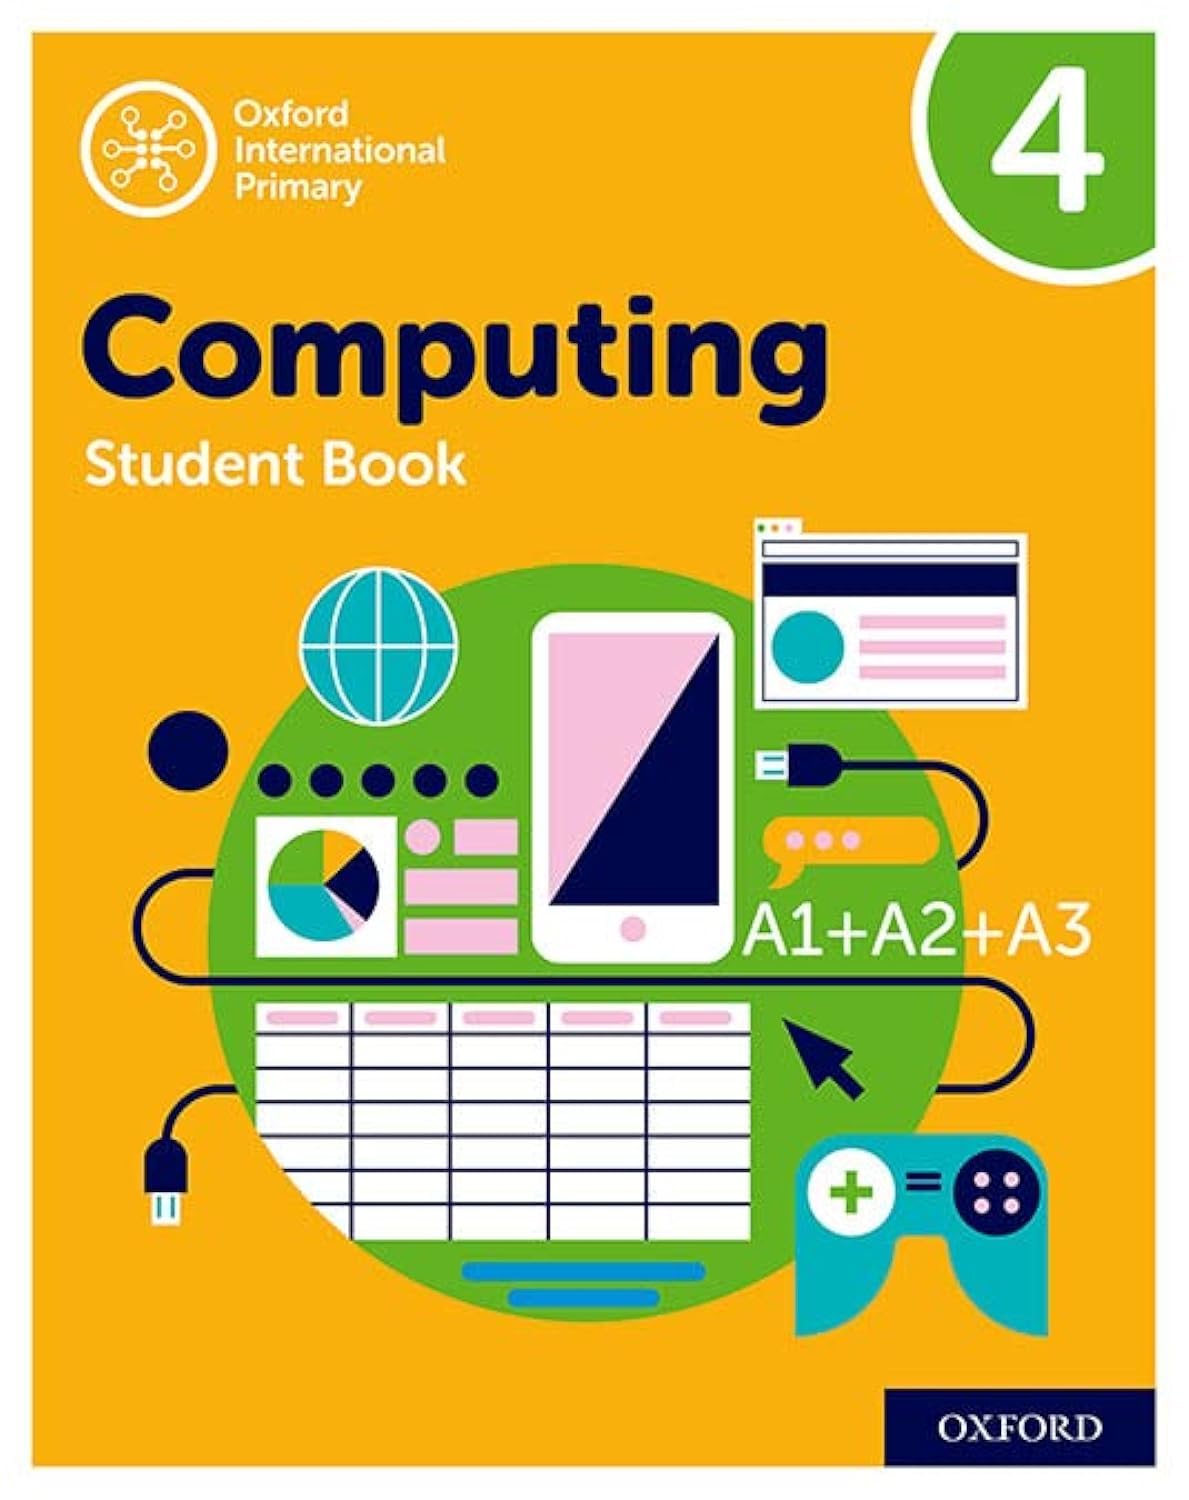 Oxford
International
Primary
4
Computing
Student Book
A1+A2+A3
OXFORD